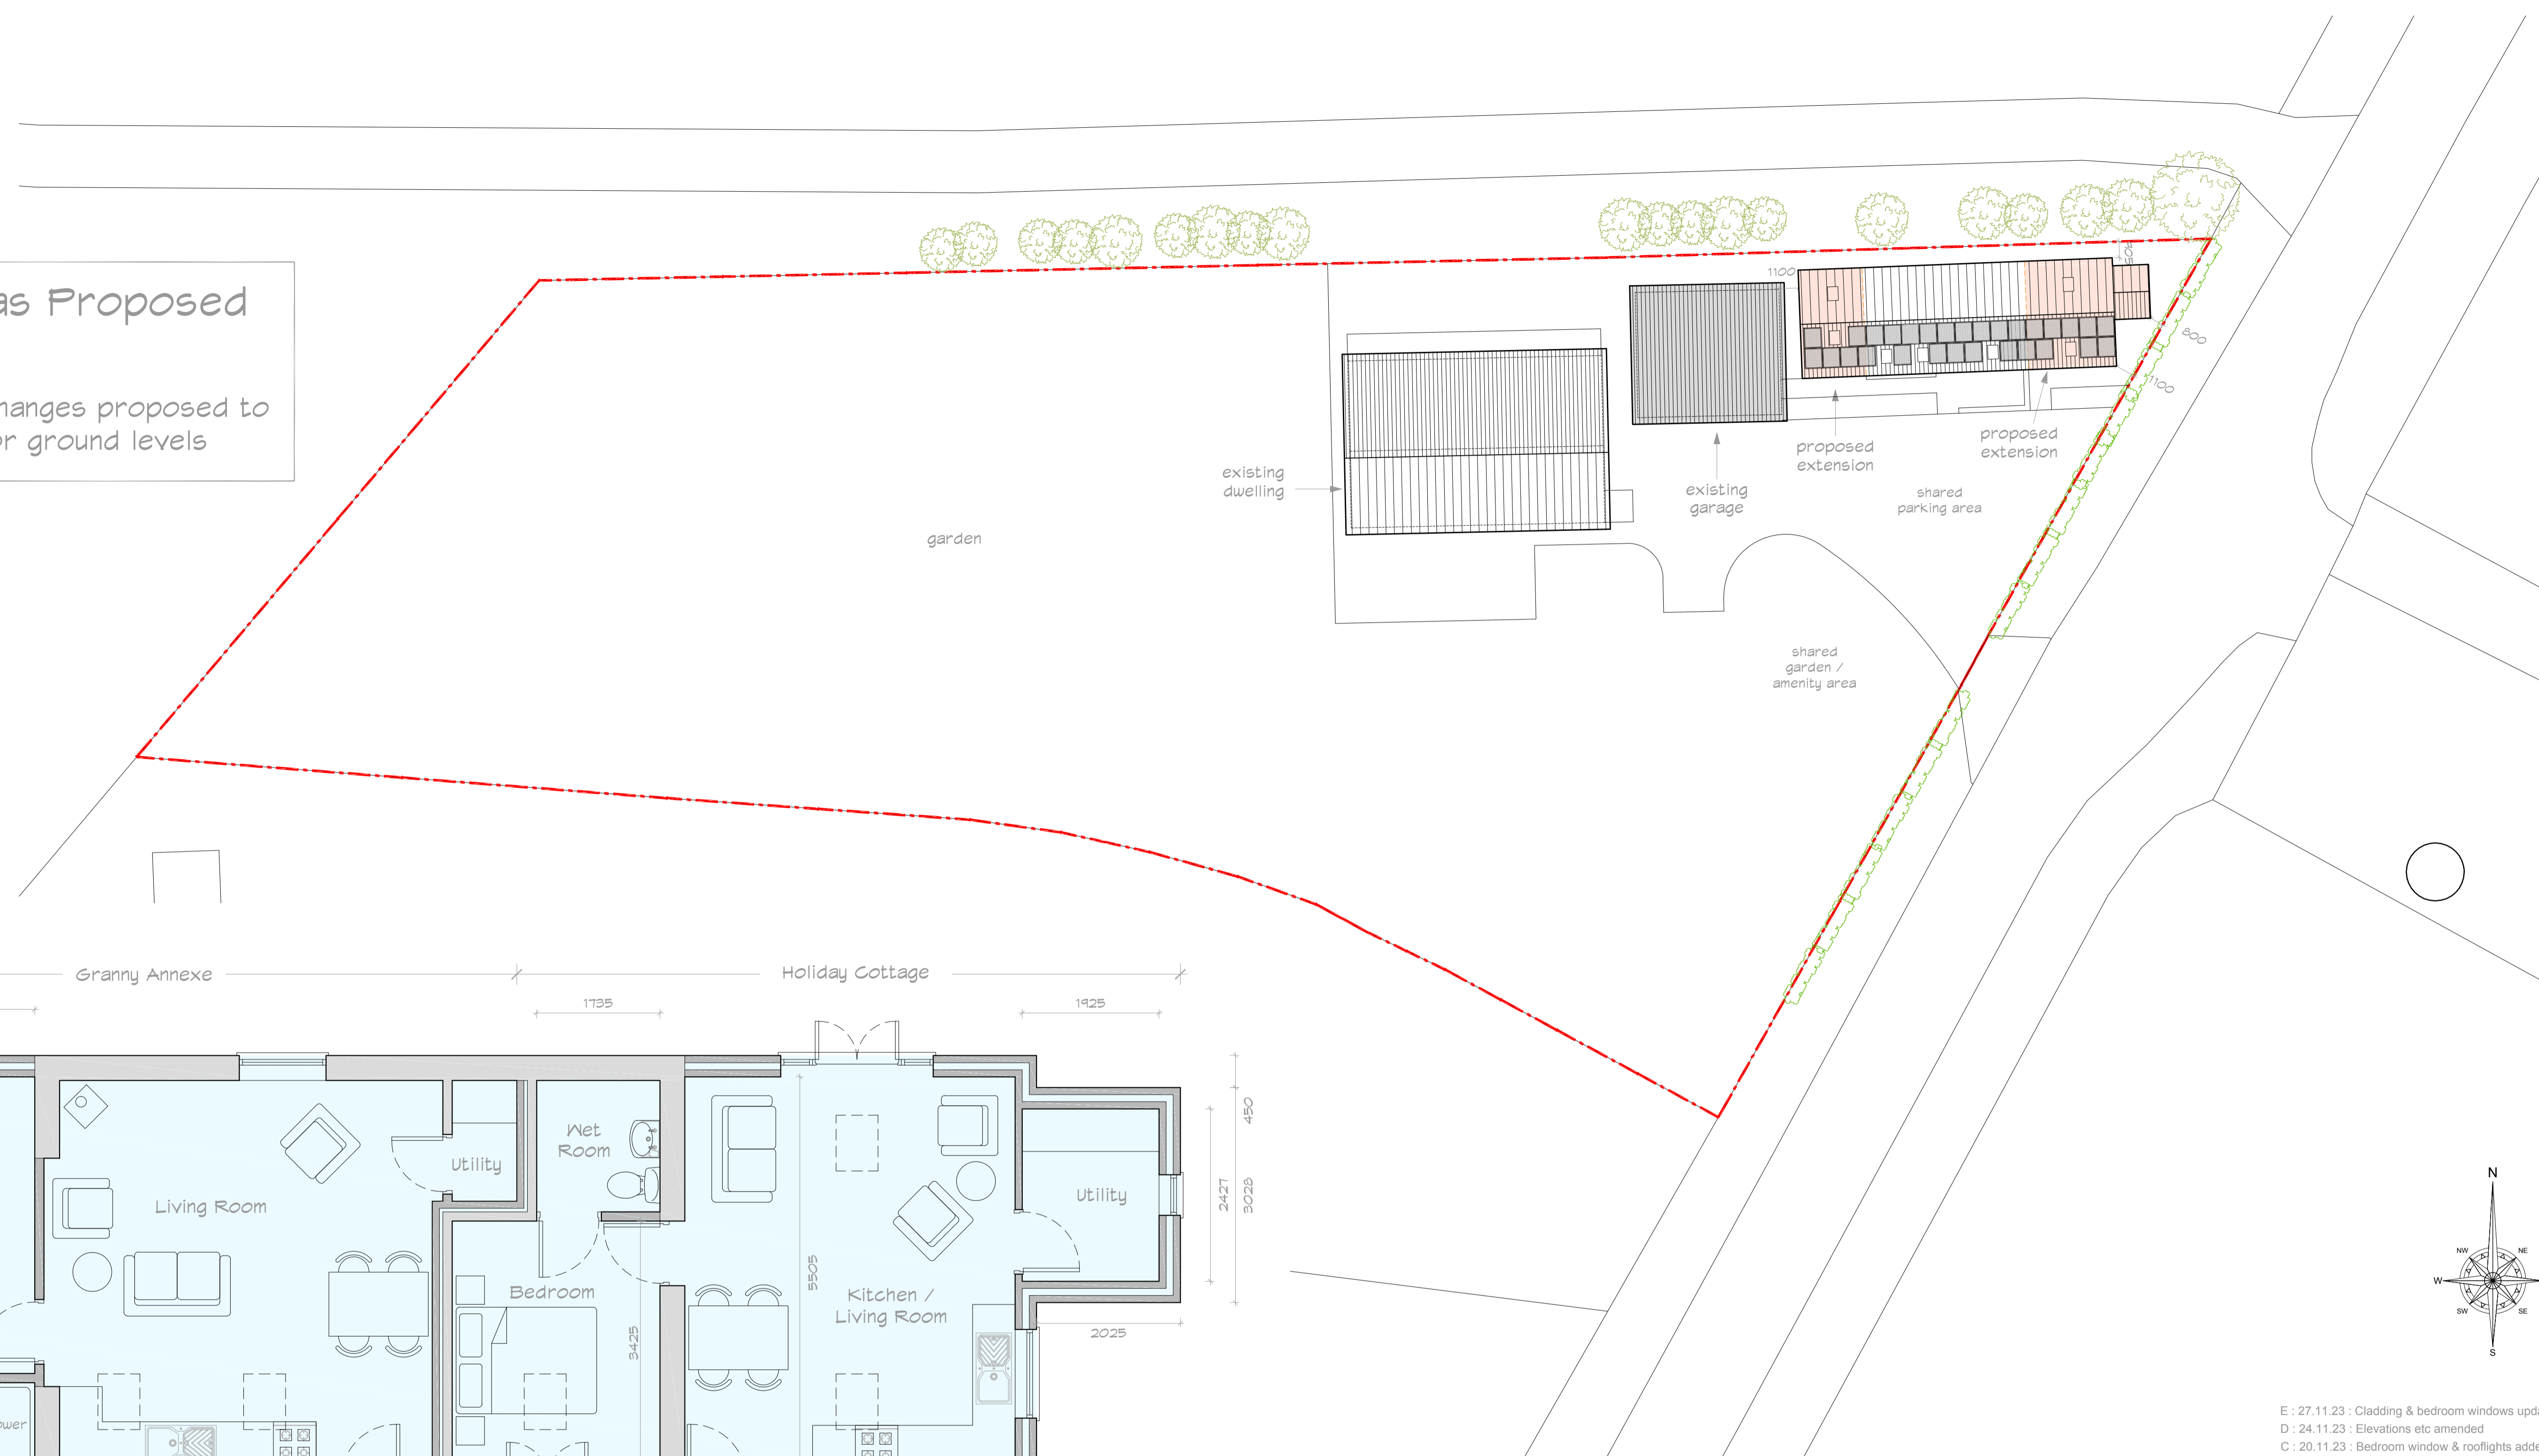 as Proposed
hanges proposed to
or ground levels
1100
800
1100
proposed
extension
proposed
extension
existing
dwelling
existing
garage
shared
parking area
garden
shared
garden /
amenity area
Granny Annexe
Holiday Cottage
1735
1925
450
Wet
Room
Utility
Living Room
Utility
2427
3028
Bedroom
5505
Kitchen /
Living Room
3425
2025
ower
N
NW
NE
W
SW
SE
S
E : 27.11.23 : Cladding & bedroom windows upda
D : 24.11.23 : Elevations etc amended
C : 20.11.23 : Bedroom window & rooflights adde